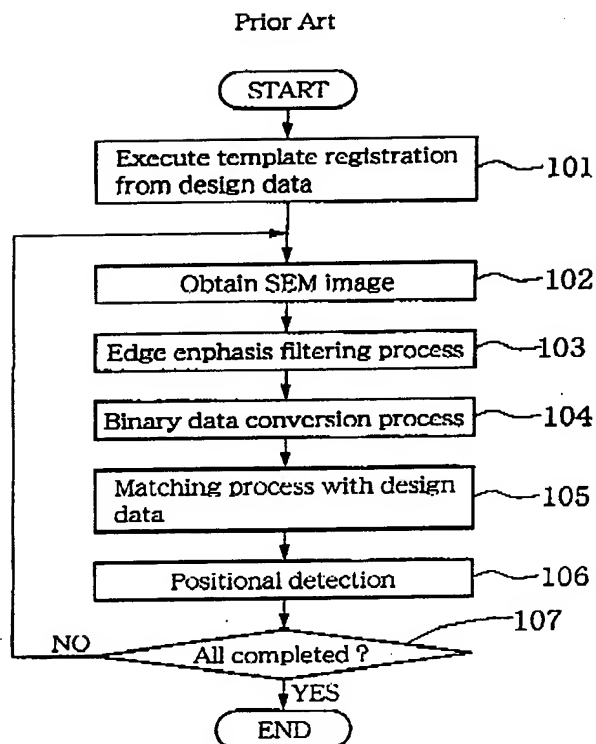 Prior Art
START
Execute template registration
from design data
101
Obtain SEM image
102
Edge enphasis filtering process
103
Binary data conversion process
104
Matching process with design
data
105
Positional detection
106
107
NO
All completed ?
YES
END